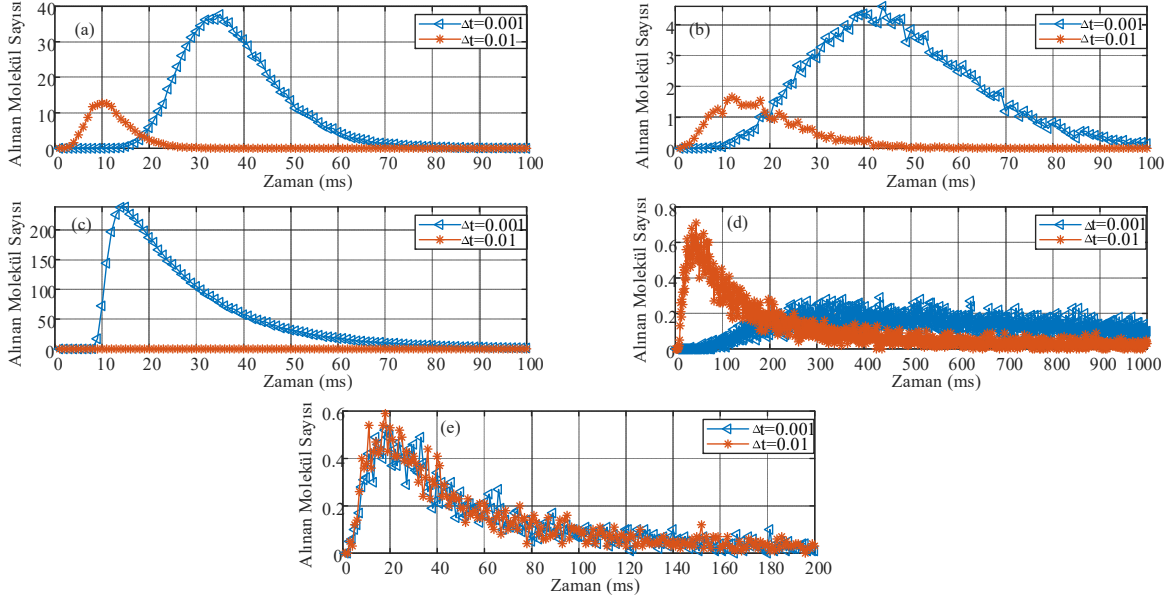 (a)
Δt=0.001
Δt=0.01
Alınan Molekül Sayısı
40
30
20
10
0
0 10 20 30 40 50 60 70 80 90 100
Zaman (ms)
(b)
Δt=0.001
Δt=0.01
Alınan Molekül Sayısı
4
3
2
1
0
0 10 20 30 40 50 60 70 80 90 100
Zaman (ms)
(c)
Δt=0.001
Δt=0.01
Alınan Molekül Sayısı
200
150
100
50
0
0 10 20 30 40 50 60 70 80 90 100
Zaman (ms)
(d)
Δt=0.001
Δt=0.01
Alınan Molekül Sayısı
0.8
0.6
0.4
0.2
0
0 100 200 300 400 500 600 700 800 900 1000
Zaman (ms)
(e)
Δt=0.001
Δt=0.01
Alınan Molekül Sayısı
0.6
0.4
0.2
0
0 20 40 60 80 100 120 140 160 180 200
Zaman (ms)